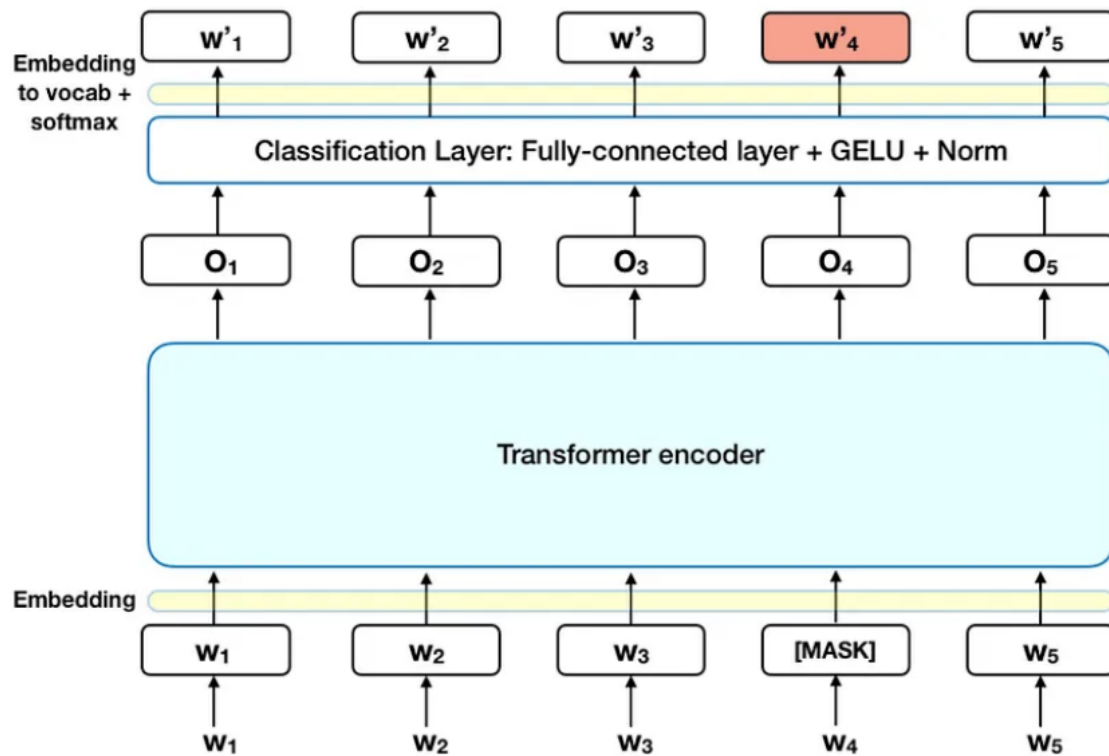 w'₁ w'₂ w'₃ w'₄ w'₅
Embedding
to vocab +
softmax
Classification Layer: Fully-connected layer + GELU + Norm
O₁ O₂ O₃ O₄ O₅
Transformer encoder
Embedding
W₁ W₂ W₃ [MASK] W₅
W₁ W₂ W₃ W₄ W₅